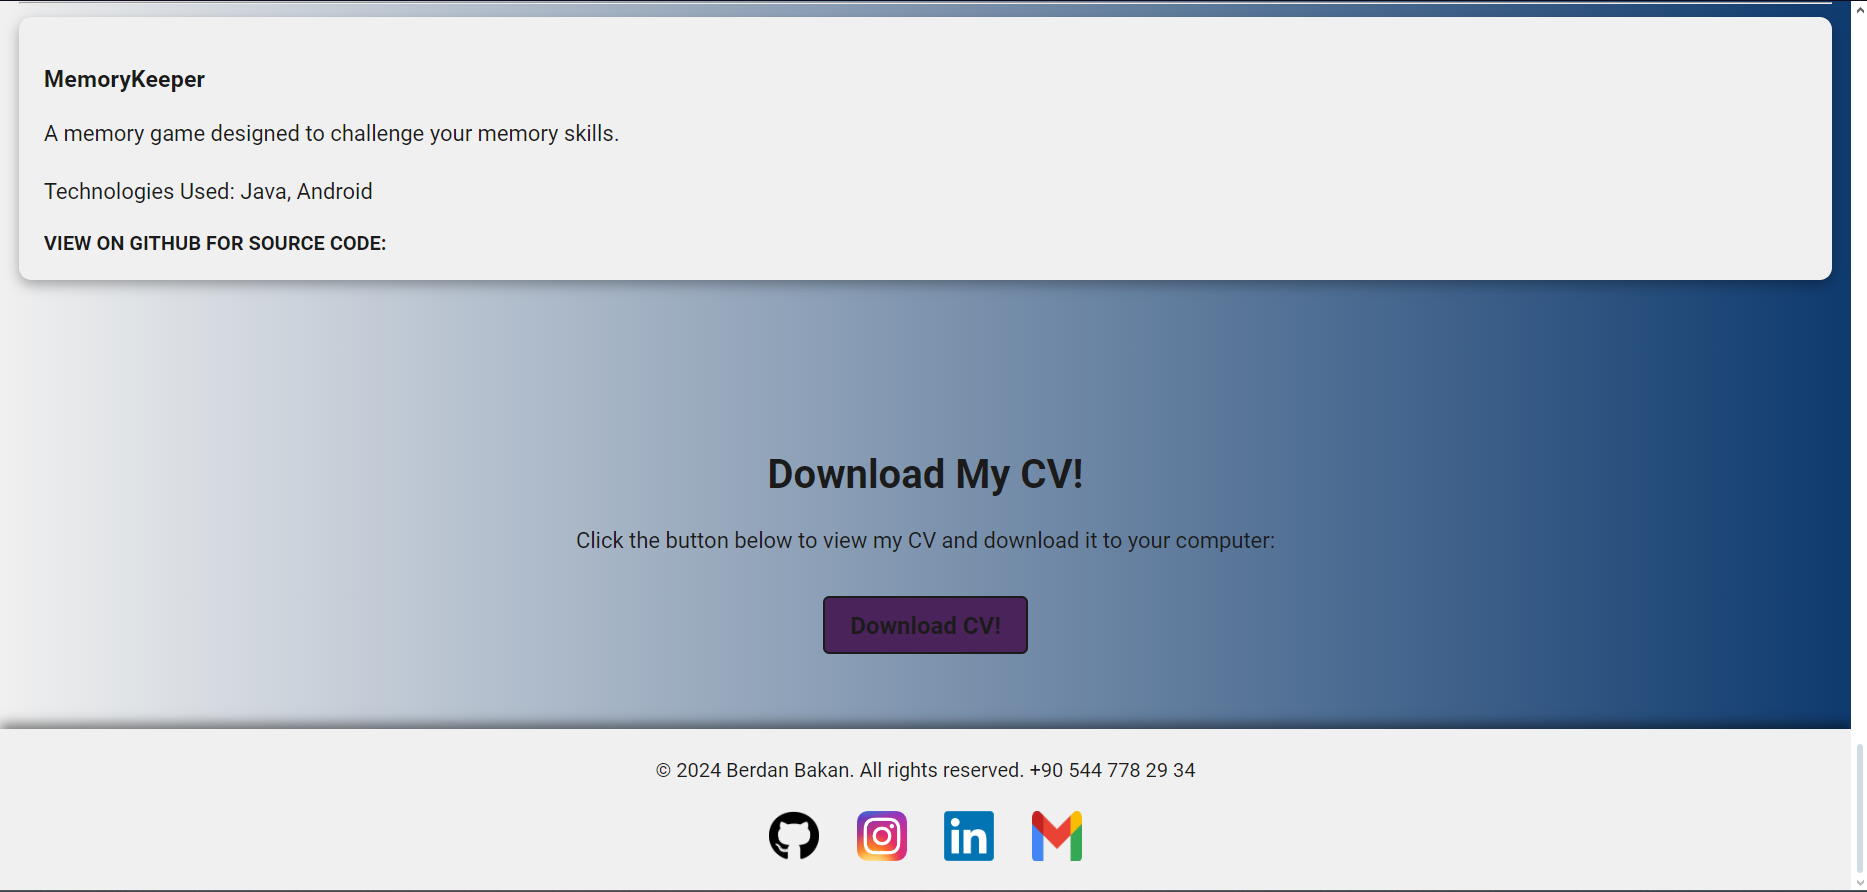 MemoryKeeper
A memory game designed to challenge your memory skills.
Technologies Used: Java, Android
VIEW ON GITHUB FOR SOURCE CODE:
Download My CV!
Click the button below to view my CV and download it to your computer:
Download CV!
© 2024 Berdan Bakan. All rights reserved. +90 544 778 29 34
in